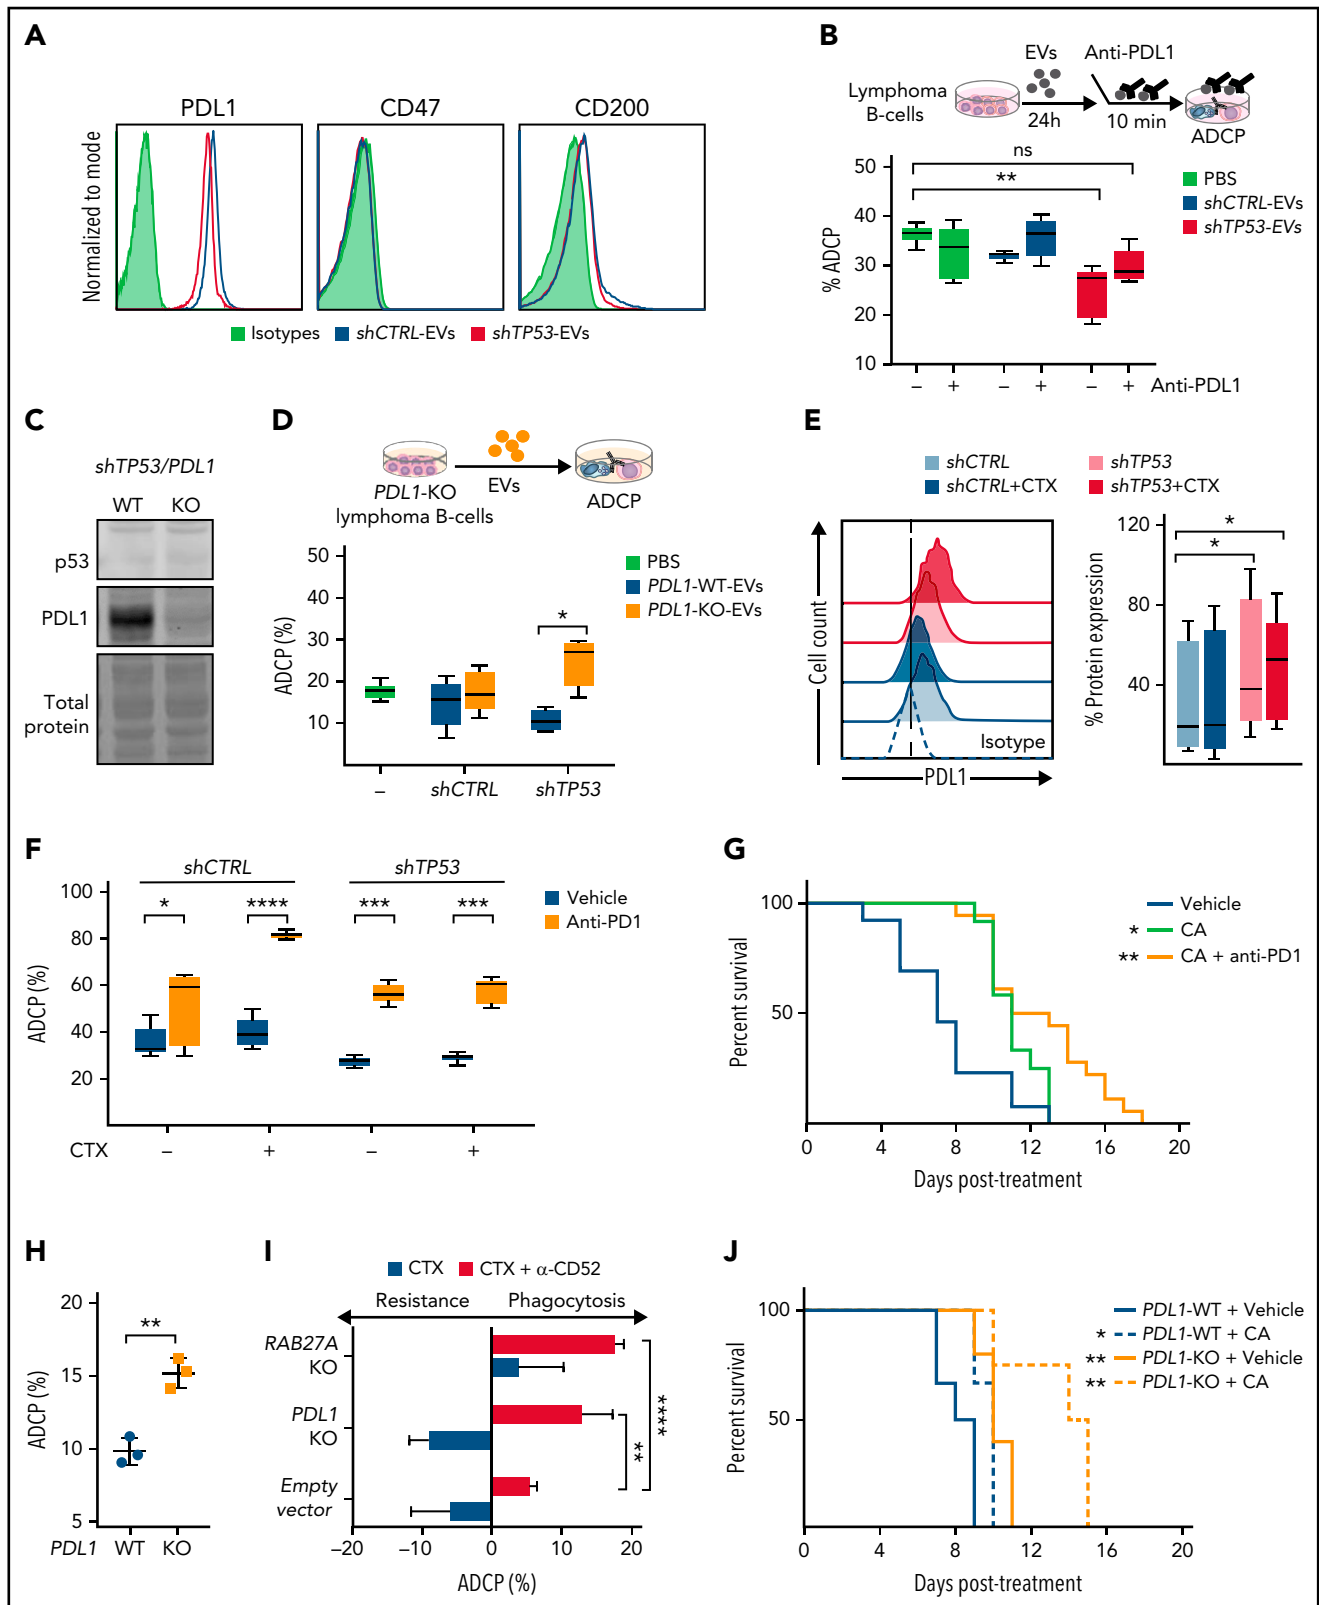 A
PDL1
CD47
CD200
Normalized to mode
Isotypes
shCTRL-EVs
shTP53-EVs
B
Lymphoma
B-cells
EVs
24h
Anti-PDL1
10 min
ADCP
% ADCP
50
40
30
20
10
ns
**
PBS
shCTRL-EVs
shTP53-EVs
– + – + – + Anti-PDL1
C
shTP53/PDL1
WT KO
p53
PDL1
Total
protein
D
PDL1-KO
lymphoma B-cells
EVs
ADCP
ADCP (%)
50
40
30
20
10
*
PBS
PDL1-WT-EVs
PDL1-KO-EVs
– shCTRL shTP53
E
shCTRL
shTP53
shCTRL+CTX
shTP53+CTX
Cell count
Isotype
PDL1
% Protein expression
120
80
40
*
*
F
shCTRL
shTP53
ADCP (%)
100
80
60
40
20
* **** *** ***
Vehicle
Anti-PD1
CTX – + – +
G
Percent survival
100
50
0 4 8 12 16 20
Days post-treatment
Vehicle
* CA
** CA + anti-PD1
H
ADCP (%)
20
15
10
5
**
PDL1 WT KO
I
CTX
CTX + α-CD52
Resistance
Phagocytosis
RAB27A
KO
PDL1
KO
Empty
vector
**
****
–20 –10 0 10 20
ADCP (%)
J
Percent survival
100
50
0 4 8 12 16 20
Days post-treatment
PDL1-WT + Vehicle
* PDL1-WT + CA
** PDL1-KO + Vehicle
** PDL1-KO + CA